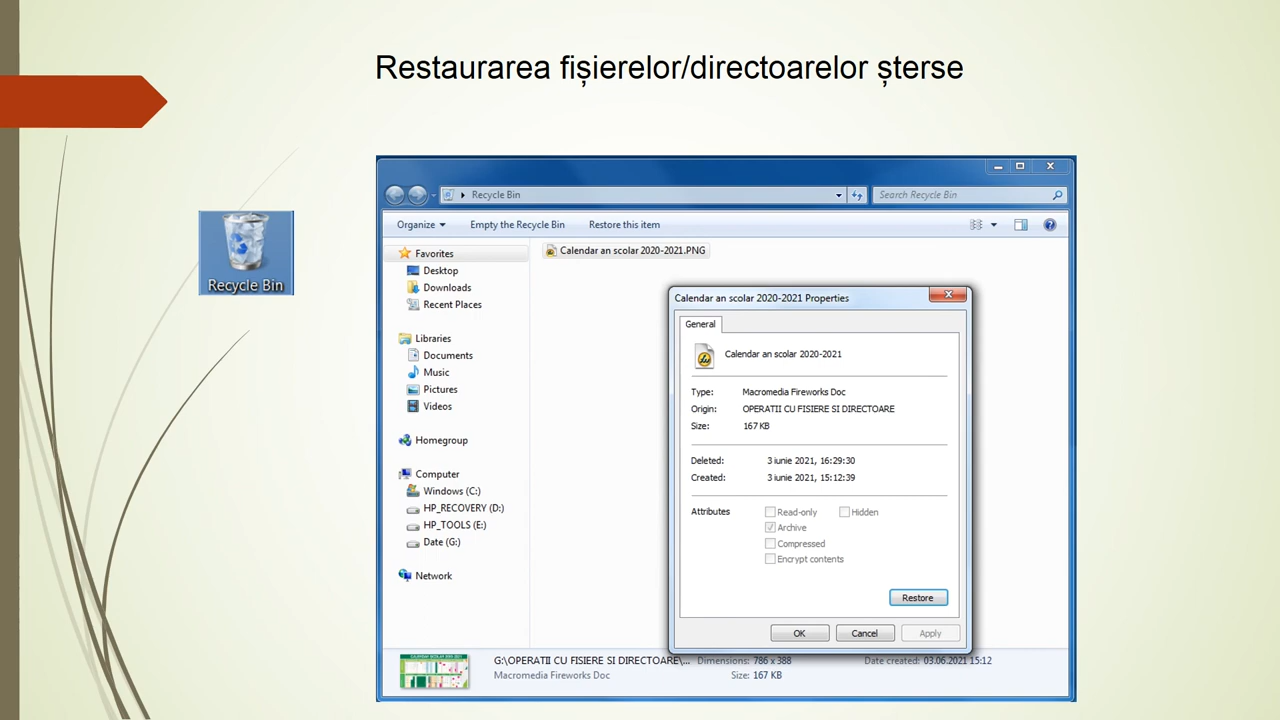 Restaurarea fișierelor/directoarelor șterse
Recycle Bin
Recycle Bin
Search Recycle Bin
Organize
Empty the Recycle Bin
Restore this item
Favorites
Desktop
Downloads
Recent Places
Libraries
Documents
Music
Pictures
Videos
Homegroup
Computer
Windows (C:)
HP_RECOVERY (D:)
HP_TOOLS (E:)
Date (G:)
Network
Calendar an scolar 2020-2021.PNG
Calendar an scolar 2020-2021 Properties
General
Calendar an scolar 2020-2021
Type: Macromedia Fireworks Doc
Origin: OPERATII CU FISIERE SI DIRECTOARE
Size: 167 KB
Deleted: 3 iunie 2021, 16:29:30
Created: 3 iunie 2021, 15:12:39
Attributes Read-only Hidden
Archive
Compressed
Encrypt contents
Restore
OK Cancel Apply
G:\OPERATII CU FISIERE SI DIRECTOARE\... Dimensions: 786 x 388 Date created: 03.06.2021 15:12
Macromedia Fireworks Doc Size: 167 KB